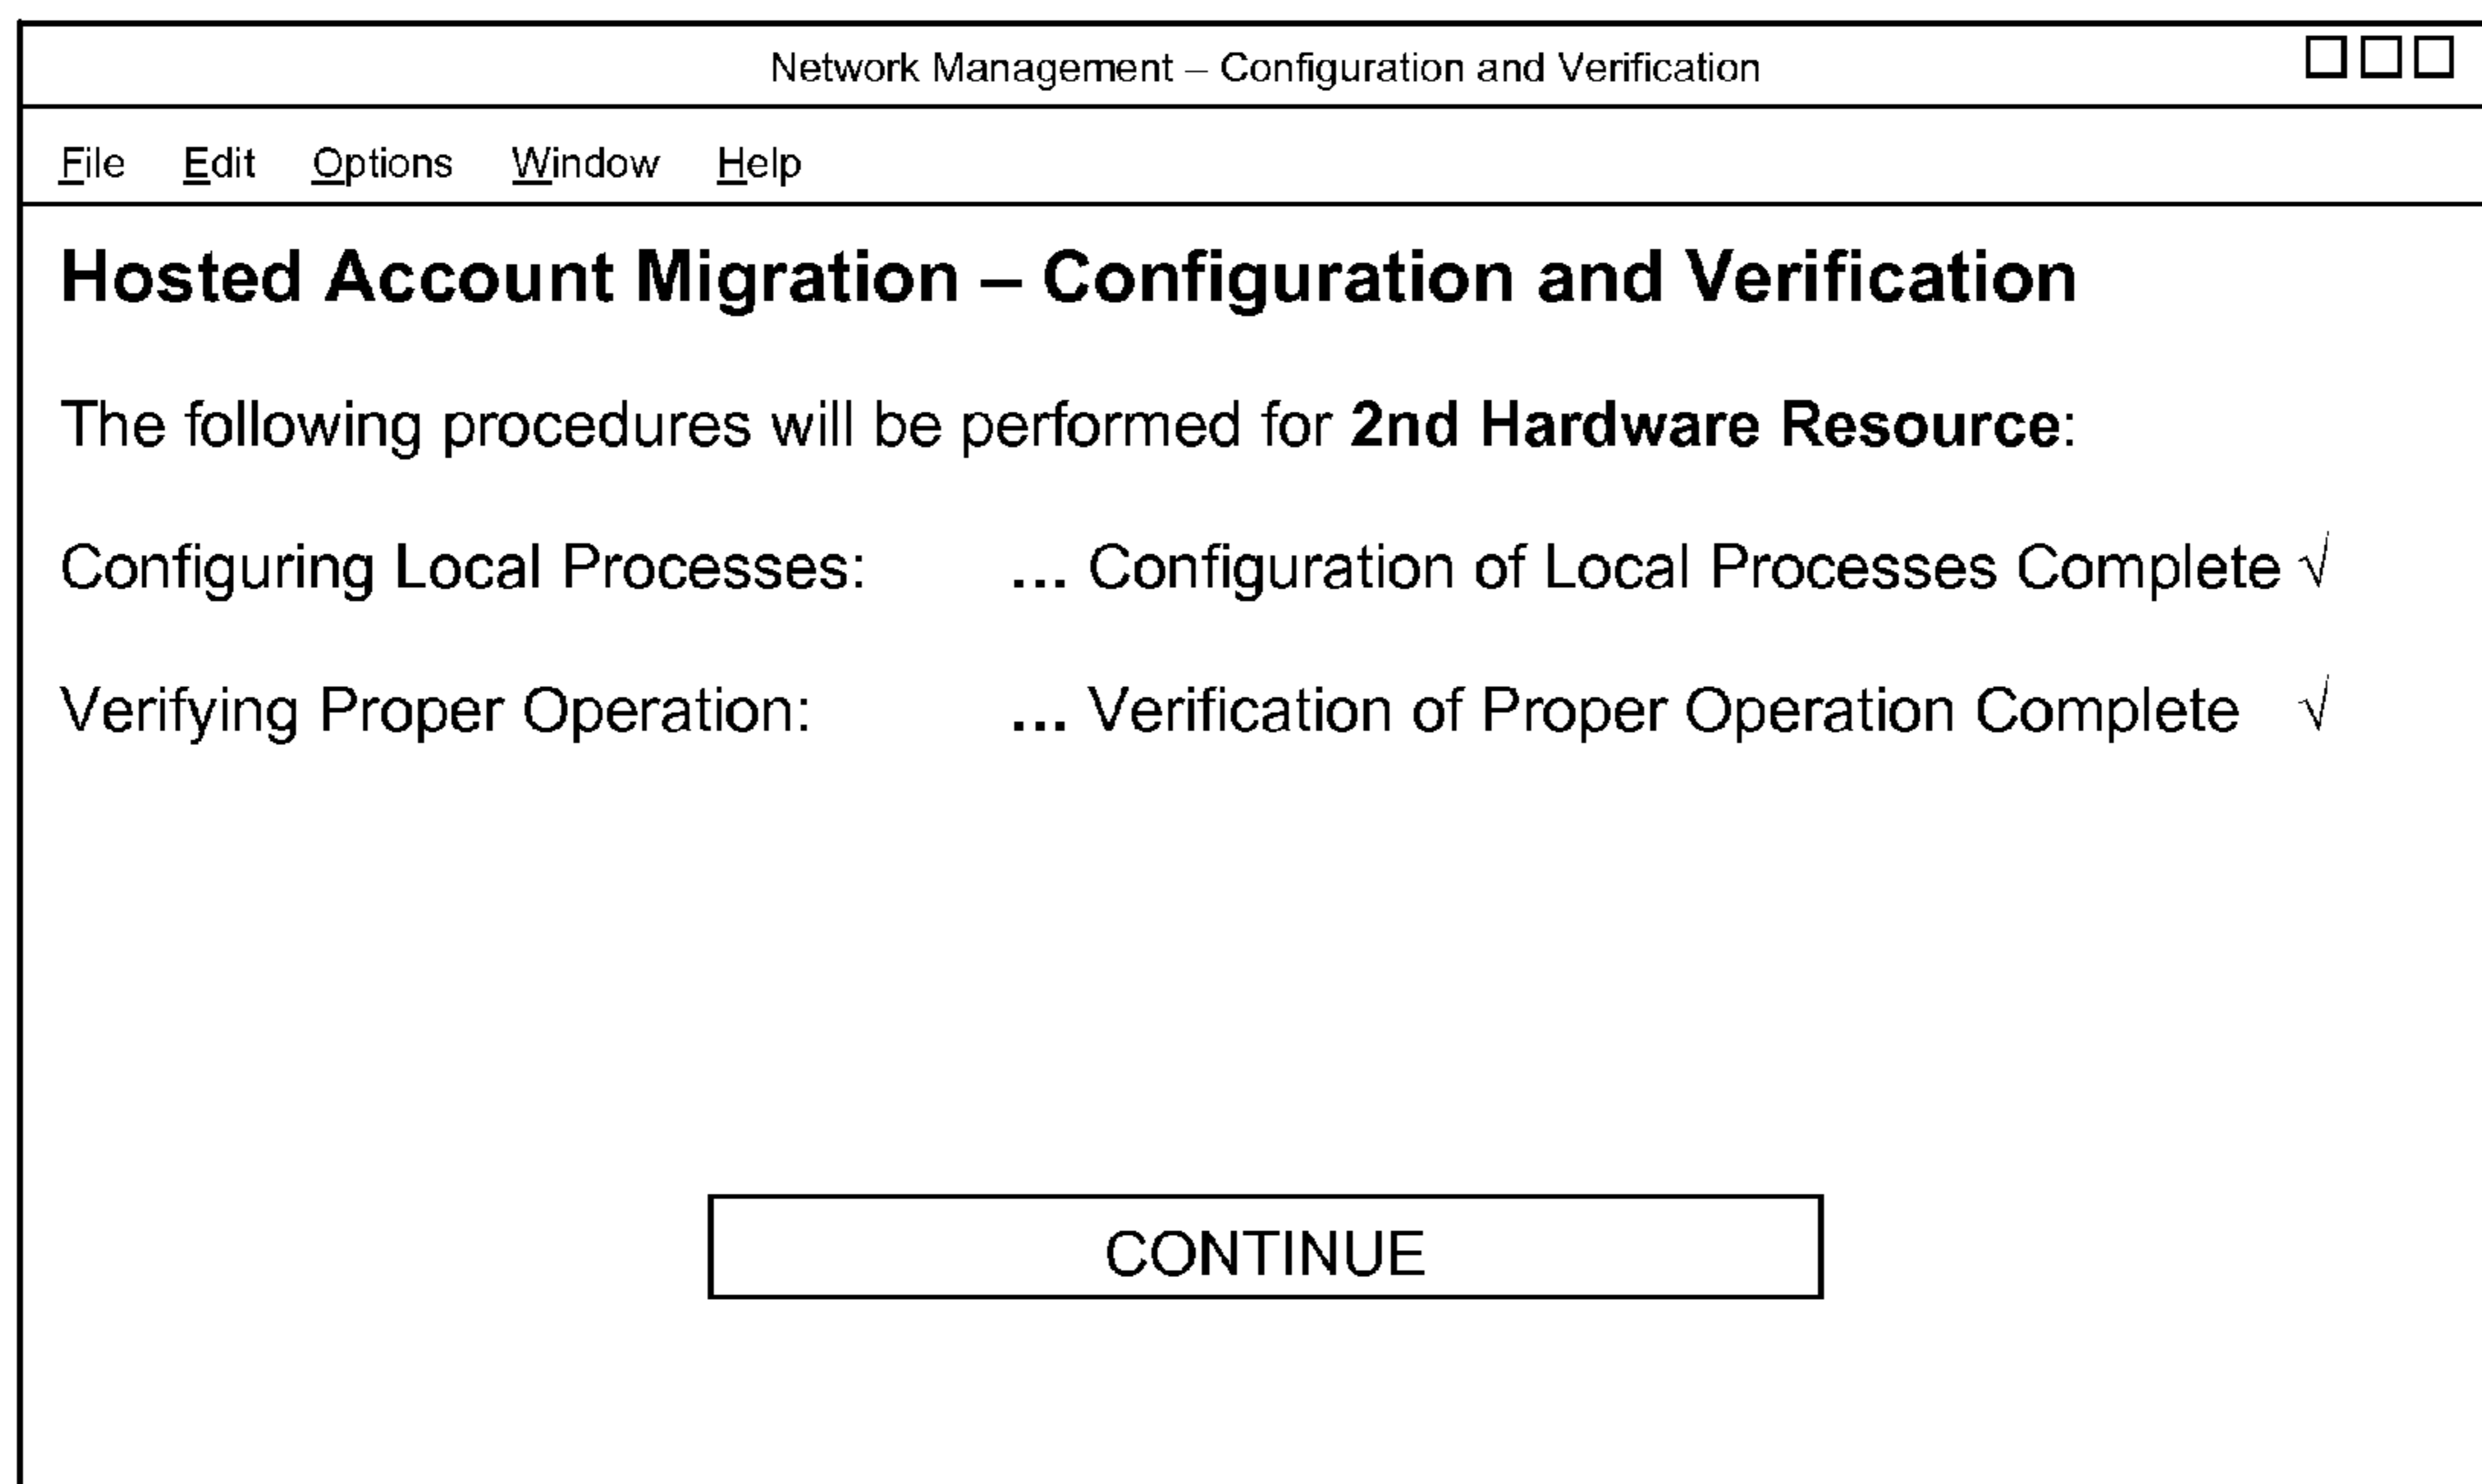 Network Management – Configuration and Verification
File Edit Options Window Help
Hosted Account Migration – Configuration and Verification
The following procedures will be performed for 2nd Hardware Resource:
Configuring Local Processes: ... Configuration of Local Processes Complete √
Verifying Proper Operation: ... Verification of Proper Operation Complete √
CONTINUE